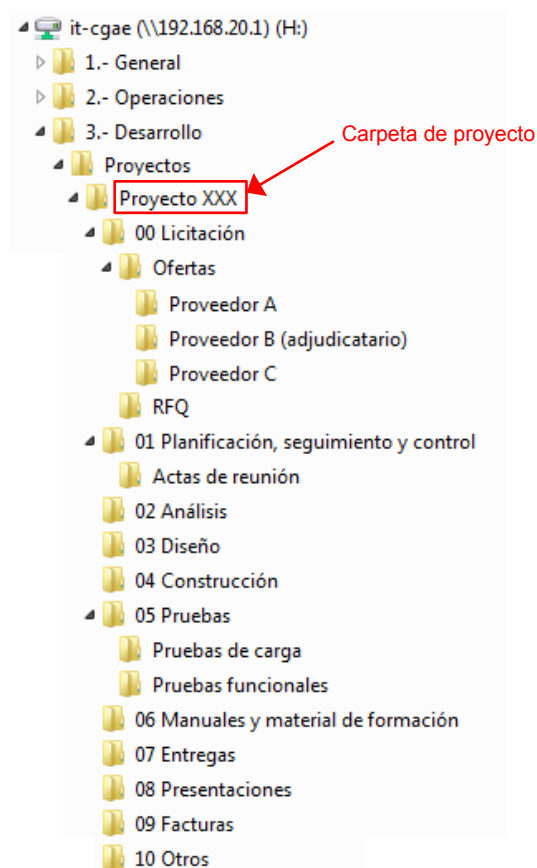 it-cgae (\\192.168.20.1) (H:)
1.- General
2.- Operaciones
3.- Desarrollo
Carpeta de proyecto
Proyectos
Proyecto XXX
00 Licitación
Ofertas
Proveedor A
Proveedor B (adjudicatario)
Proveedor C
RFQ
01 Planificación, seguimiento y control
Actas de reunión
02 Análisis
03 Diseño
04 Construcción
05 Pruebas
Pruebas de carga
Pruebas funcionales
06 Manuales y material de formación
07 Entregas
08 Presentaciones
09 Facturas
10 Otros